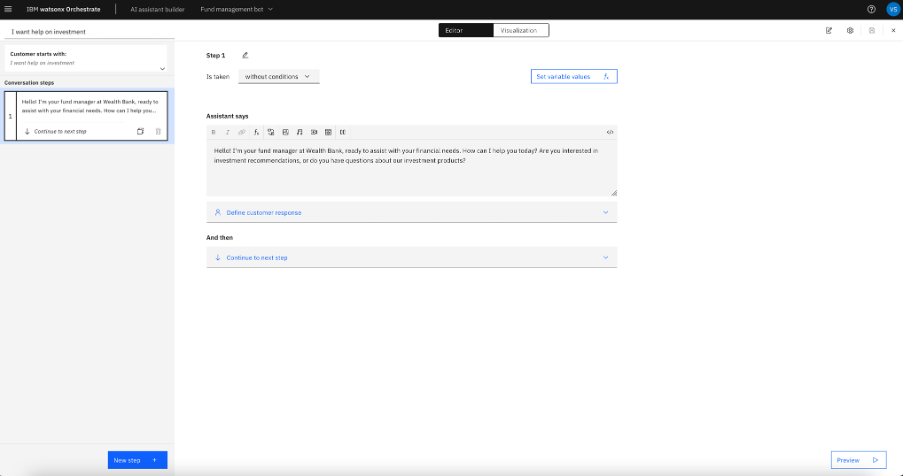 IBM watsonx Orchestrate
AI assistant builder
Fund management bot
VS
I want help on investment
Editor
Visualization
Customer starts with:
I want help on investment
Conversation steps
1
Hello! I'm your fund manager at Wealth Bank, ready to
assist with your financial needs. How can I help you...
Continue to next step
Step 1
Is taken
without conditions
Set variable values
fx
Assistant says
B
I
fx
</>
Hello! I'm your fund manager at Wealth Bank, ready to assist with your financial needs. How can I help you today? Are you interested in
investment recommendations, or do you have questions about our investment products?
Define customer response
And then
Continue to next step
New step +
Preview